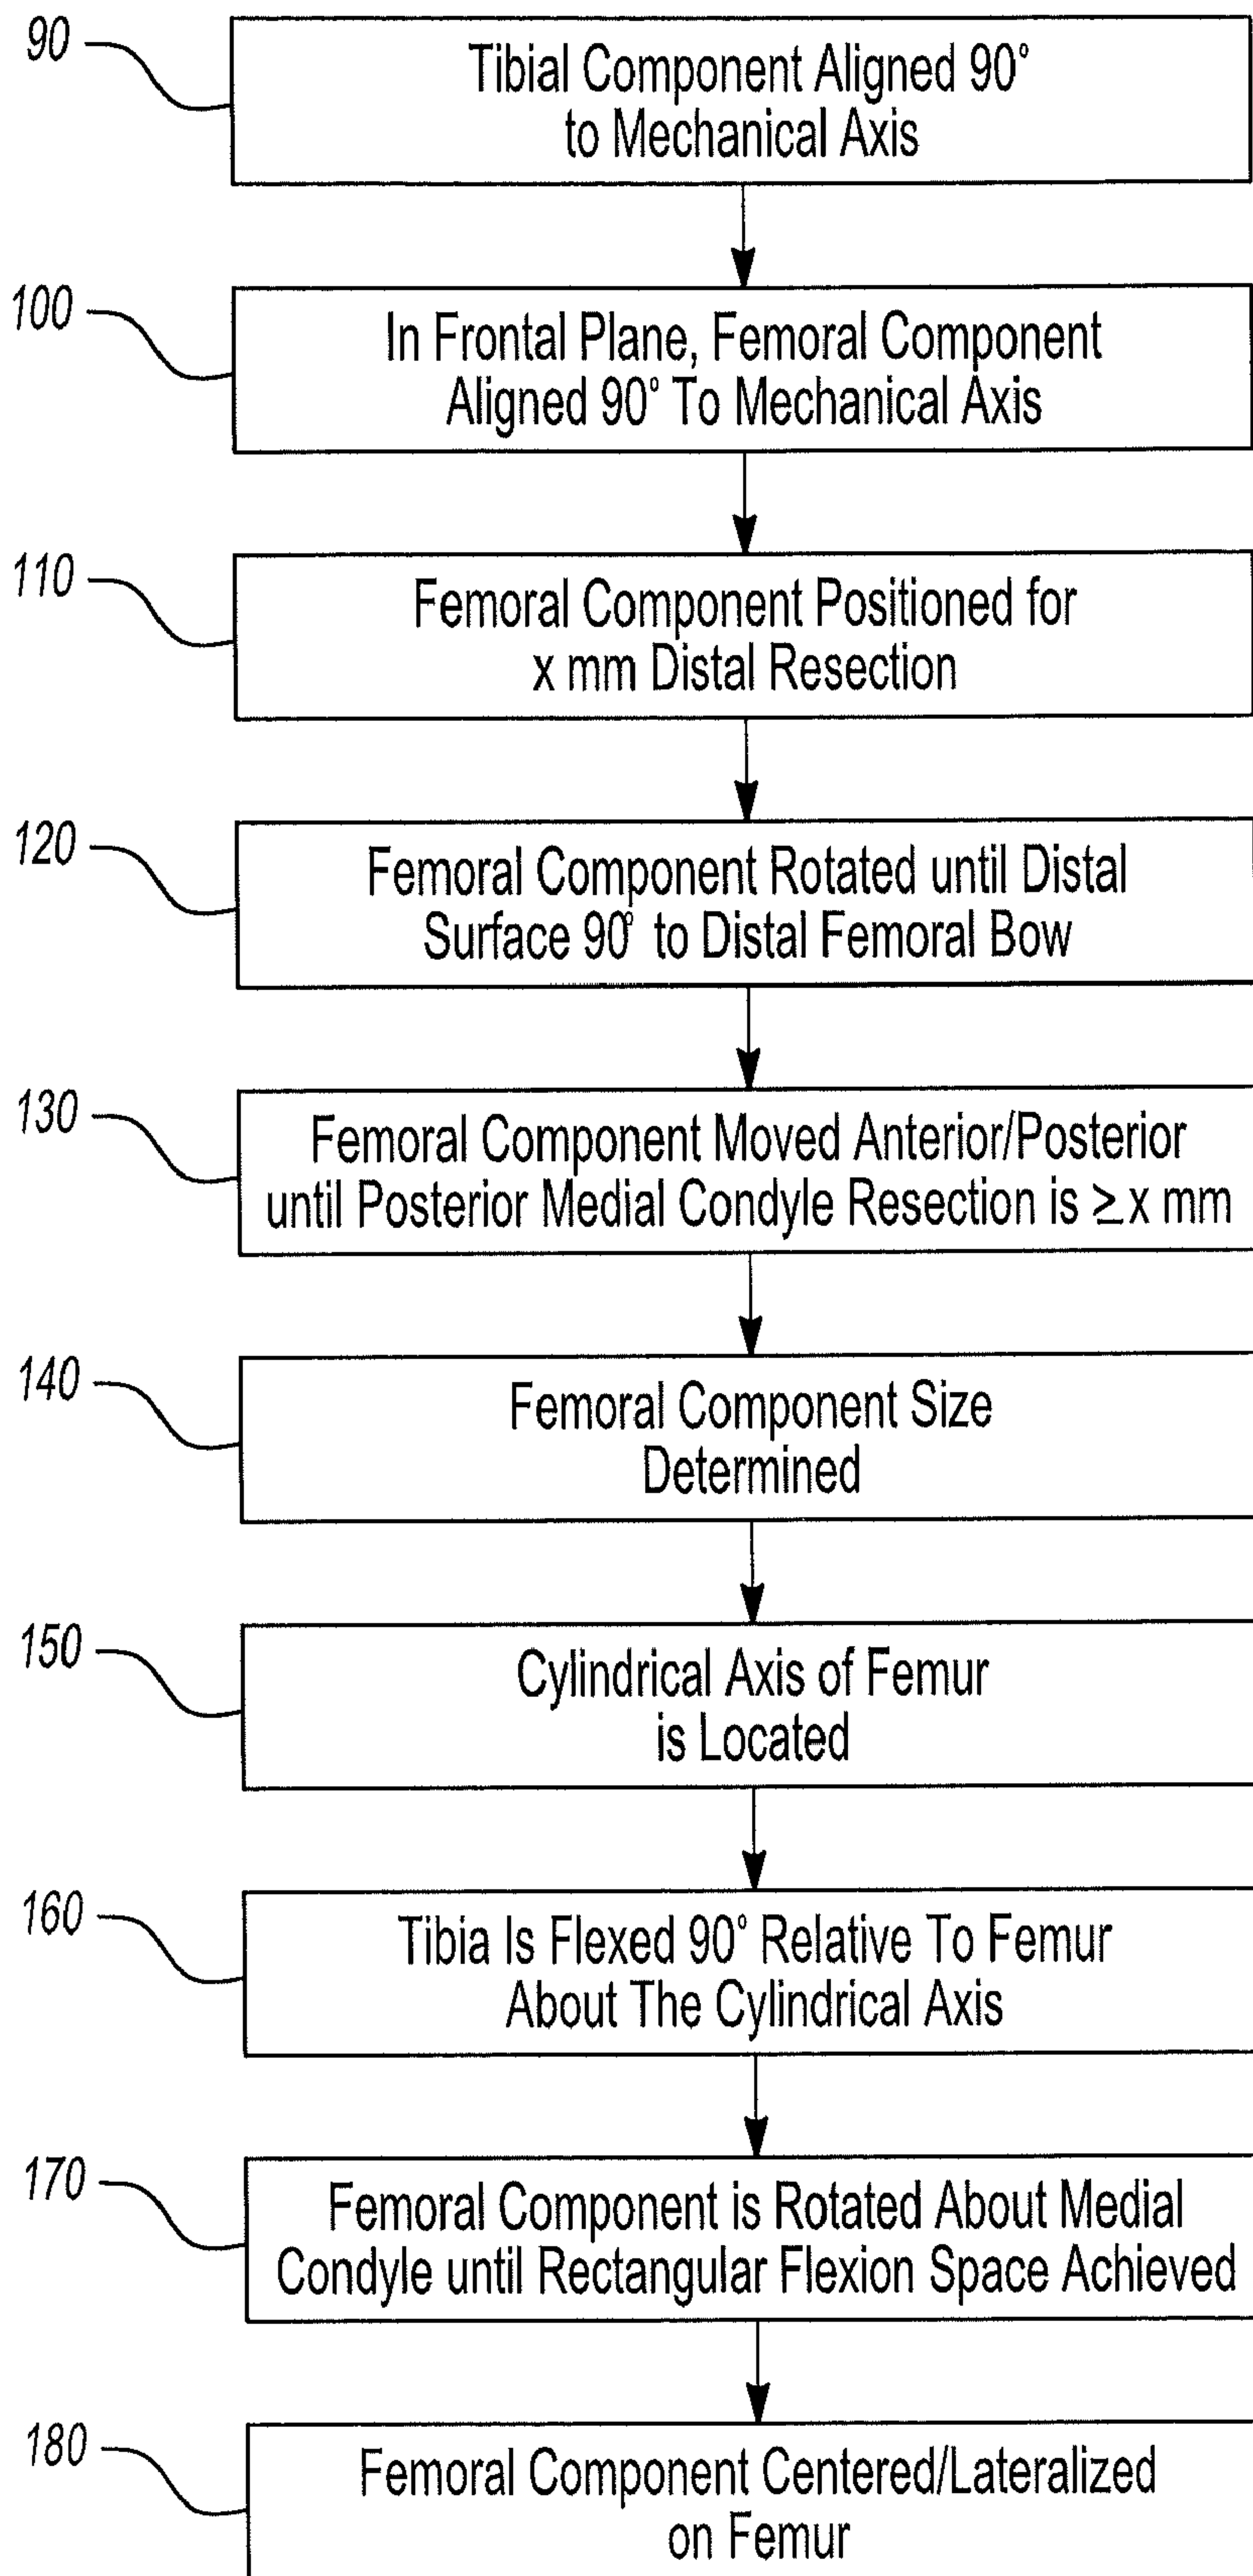 90
Tibial Component Aligned 90°
to Mechanical Axis
100
In Frontal Plane, Femoral Component
Aligned 90° To Mechanical Axis
110
Femoral Component Positioned for
x mm Distal Resection
120
Femoral Component Rotated until Distal
Surface 90° to Distal Femoral Bow
130
Femoral Component Moved Anterior/Posterior
until Posterior Medial Condyle Resection is ≥ x mm
140
Femoral Component Size
Determined
150
Cylindrical Axis of Femur
is Located
160
Tibia Is Flexed 90° Relative To Femur
About The Cylindrical Axis
170
Femoral Component is Rotated About Medial
Condyle until Rectangular Flexion Space Achieved
180
Femoral Component Centered/Lateralized
on Femur